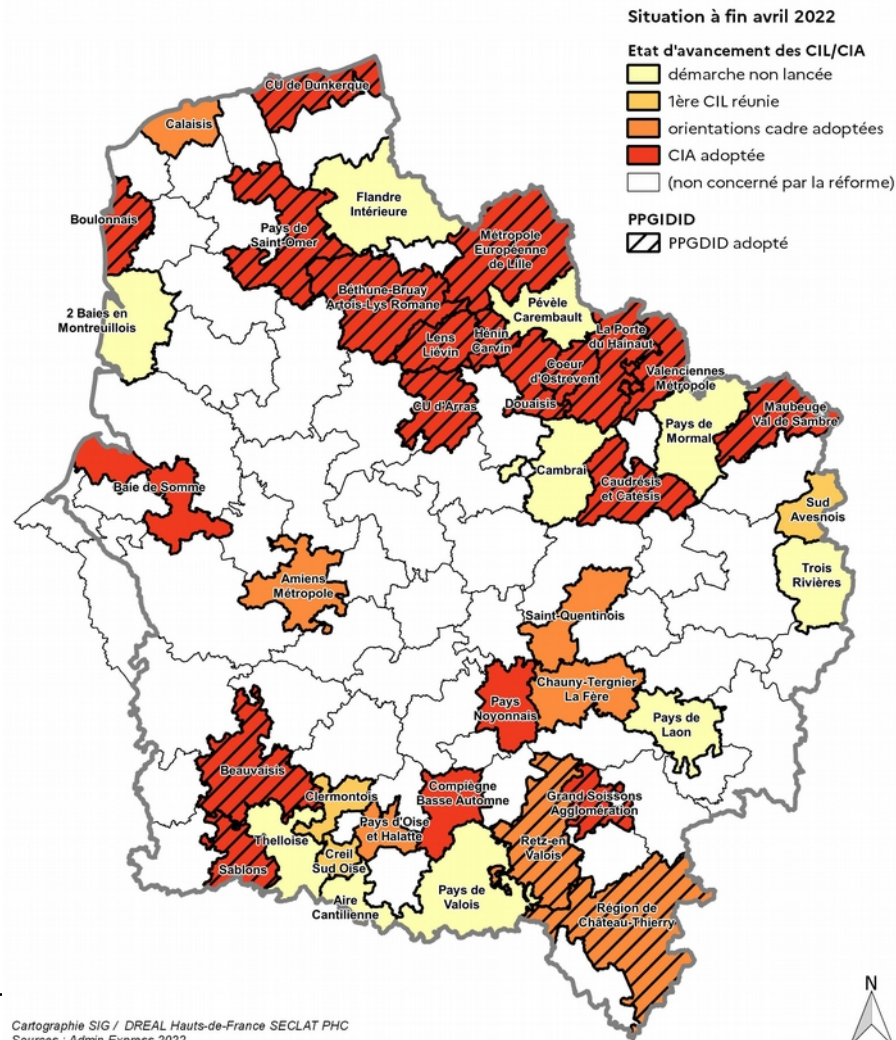 Situation à fin avril 2022
Etat d'avancement des CIL/CIA
démarche non lancée
1ère CIL réunie
orientations cadre adoptées
CIA adoptée
(non concerné par la réforme)
PPGIDID
PPGDID adopté
CU de Dunkerque
Calaisis
Flandre
Intérieure
Boulonnais
Pays de
Saint-Omer
Métropole
Européenne
de Lille
Béthune-Bruay
Artois-Lys Romane
2 Baies en
Montreuillois
Pévèle
Carembault
Lens
Liévin
Hénin
Carvin
La Porte
du Hainaut
Coeur
d'Ostrevent
Valenciennes
Métropole
CU d'Arras
Douaisis
Maubeuge
Val de Sambre
Pays de
Mormal
Cambrai
Caudrésis
et Catésis
Baie de Somme
Sud
Avesnois
Trois
Rivières
Amiens
Métropole
Saint-Quentinois
Chauny-Tergnier
La Fère
Pays
Noyonnais
Pays de
Laon
Beauvaisis
Clermontois
Compiègne
Basse Automne
Grand Soissons
Agglomération
Pays d'Oise
et Halatte
Thelloise
Creil
Sud Oise
Retz-en
Valois
Sablons
Aire
Cantilienne
Pays de
Valois
Région de
Château-Thierry
N
Cartographie SIG / DREAL Hauts-de-France SECLAT PHC
Sources : Admin Express 2022